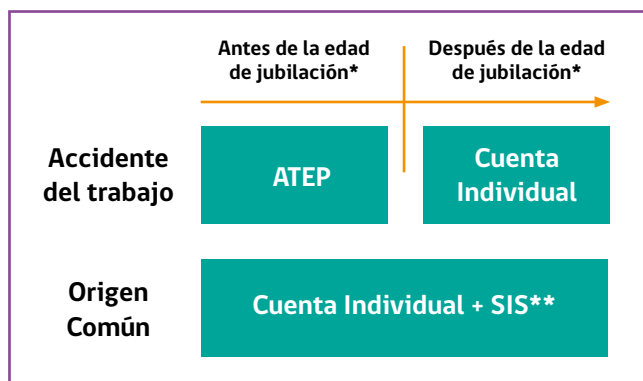 Antes de la edad
de jubilación*
Después de la edad
de jubilación*
Accidente
del trabajo
ATEP
Cuenta
Individual
Origen
Común
Cuenta Individual + SIS**